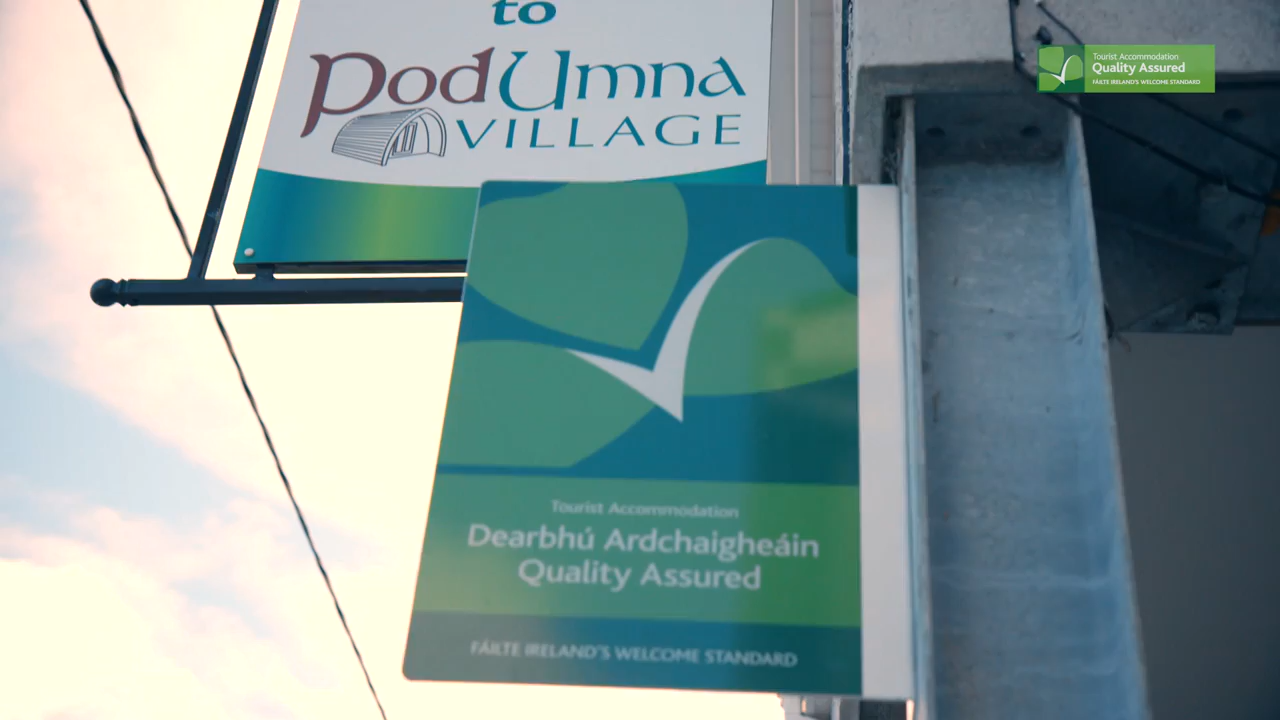 to
PodUmna
VILLAGE
Tourist Accommodation
Quality Assured
FÁILTE IRELAND'S WELCOME STANDARD
Tourist Accommodation
Dearbhú Ardchaigheáin
Quality Assured
FÁILTE IRELAND'S WELCOME STANDARD